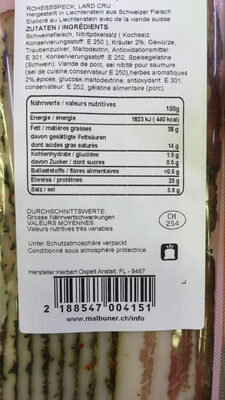 ROHESSSPECK, LARD CRU
Hergestellt in Liechtenstein aus Schweizer Fleisch
Elaboré au Liechtenstein avec de la viande suisse
ZUTATEN / INGRÉDIENTS
Schweinefleisch, Nitritpökelsalz ( Kochsalz,
Konservierungsstoff: E 250 ), Kräuter 2%, Gewürze,
Traubenzucker, Maltodextrin, Antioxidationsmittel:
E 301, Konservierungsstoff: E 252, Speisegelatine
(Schwein). Viande de porc, sel nitrité pour saumure
(sel de cuisine,conservateur:E 250),herbes aromatiques
2%,épices, glucose,maltodextrine, antioxydant: E 301,
conservateur: E 252, gélatine alimentaire (porc).
Nährwerte / valeurs nutritives 100g
Energie / énergie 1823 kJ ( 440 kcal)
Fett / matières grasses 38 g
davon gesättigte Fettsäuren
dont acides gras saturés 14 g
Kohlenhydrate / glucides 1.5 g
davon Zucker / dont sucres 0.5 g
Ballaststoffe / fibres alimentaires <0.5 g
Eiweiss / protéines 23 g
Salz / sel 3.6 g
DURCHSCHNITTSWERTE:
Grosse Nährwertschwankungen
VALEURS MOYENNES
Valeurs nutritives très variables
CH
254
Unter Schutzatmosphäre verpackt.
Conditionné sous atmosphère protectrice.
Hersteller:Herbert Ospelt Anstalt, FL - 9487
2 188547 004151
www.malbuner.ch/info